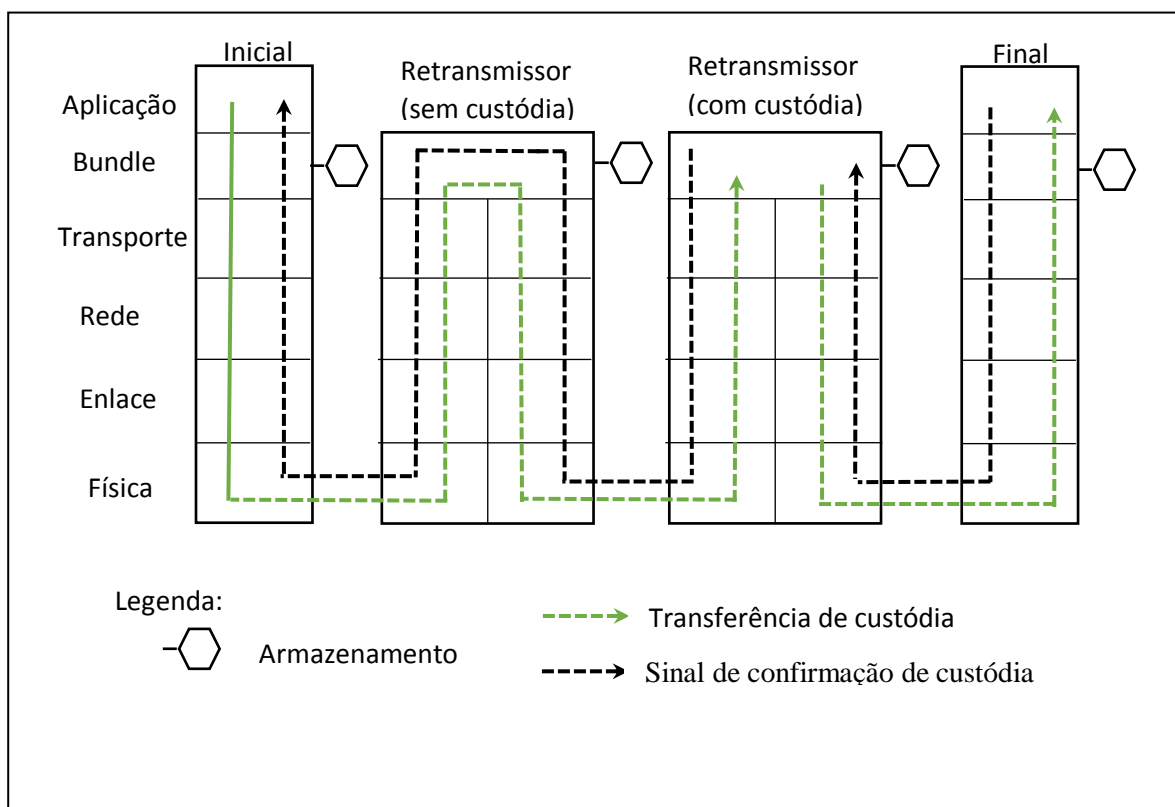 Inicial
Retransmissor
(sem custódia)
Retransmissor
(com custódia)
Final
Aplicação
Bundle
Transporte
Rede
Enlace
Física
Legenda:
Armazenamento
Transferência de custódia
Sinal de confirmação de custódia